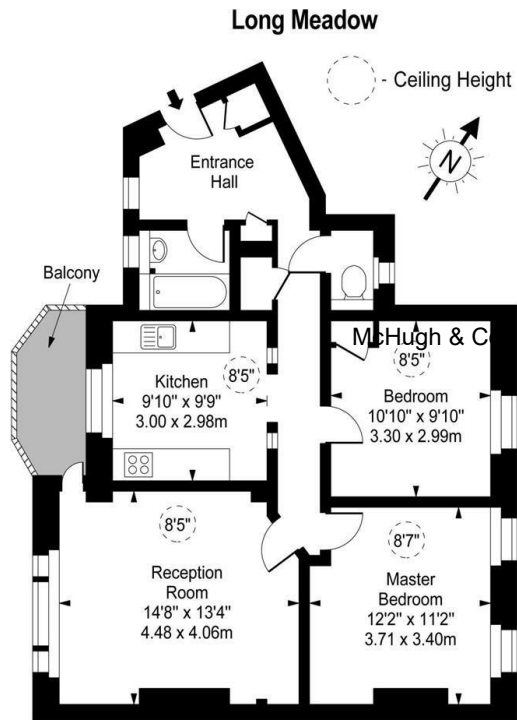 Long Meadow
- Ceiling Height
N
Entrance
Hall
Balcony
McHugh & Co
Kitchen
9'10" x 9'9"
3.00 x 2.98m
8'5"
8'5"
Bedroom
10'10" x 9'10"
3.30 x 2.99m
8'5"
Reception
Room
14'8" x 13'4"
4.48 x 4.06m
8'7"
Master
Bedroom
12'2" x 11'2"
3.71 x 3.40m